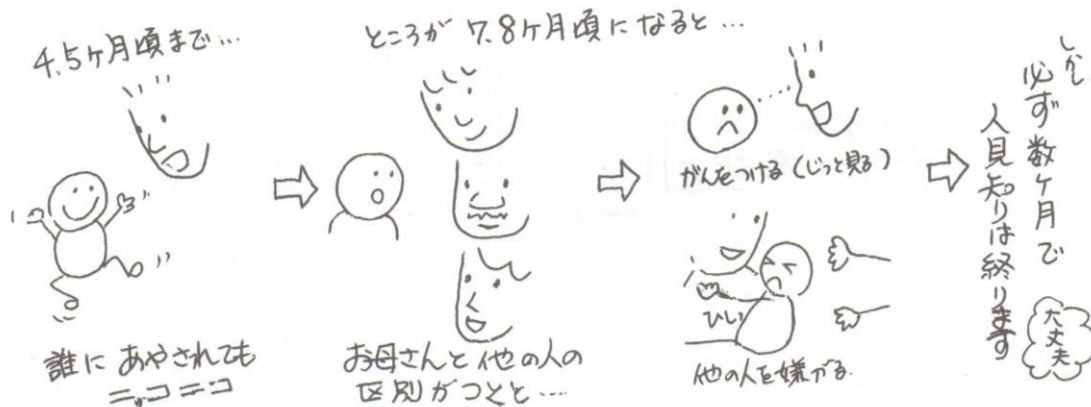 4.5ヶ月頃まで…
誰にあやされても
ニッコニコ
ところが 7.8ヶ月頃になると…
お母さんと他の人の
区別がつくと…
がんをつける(じっと見る)
ひしっ
他の人を嫌がる
しかし
必ず数ヶ月で
人見知りは終ります
大丈夫